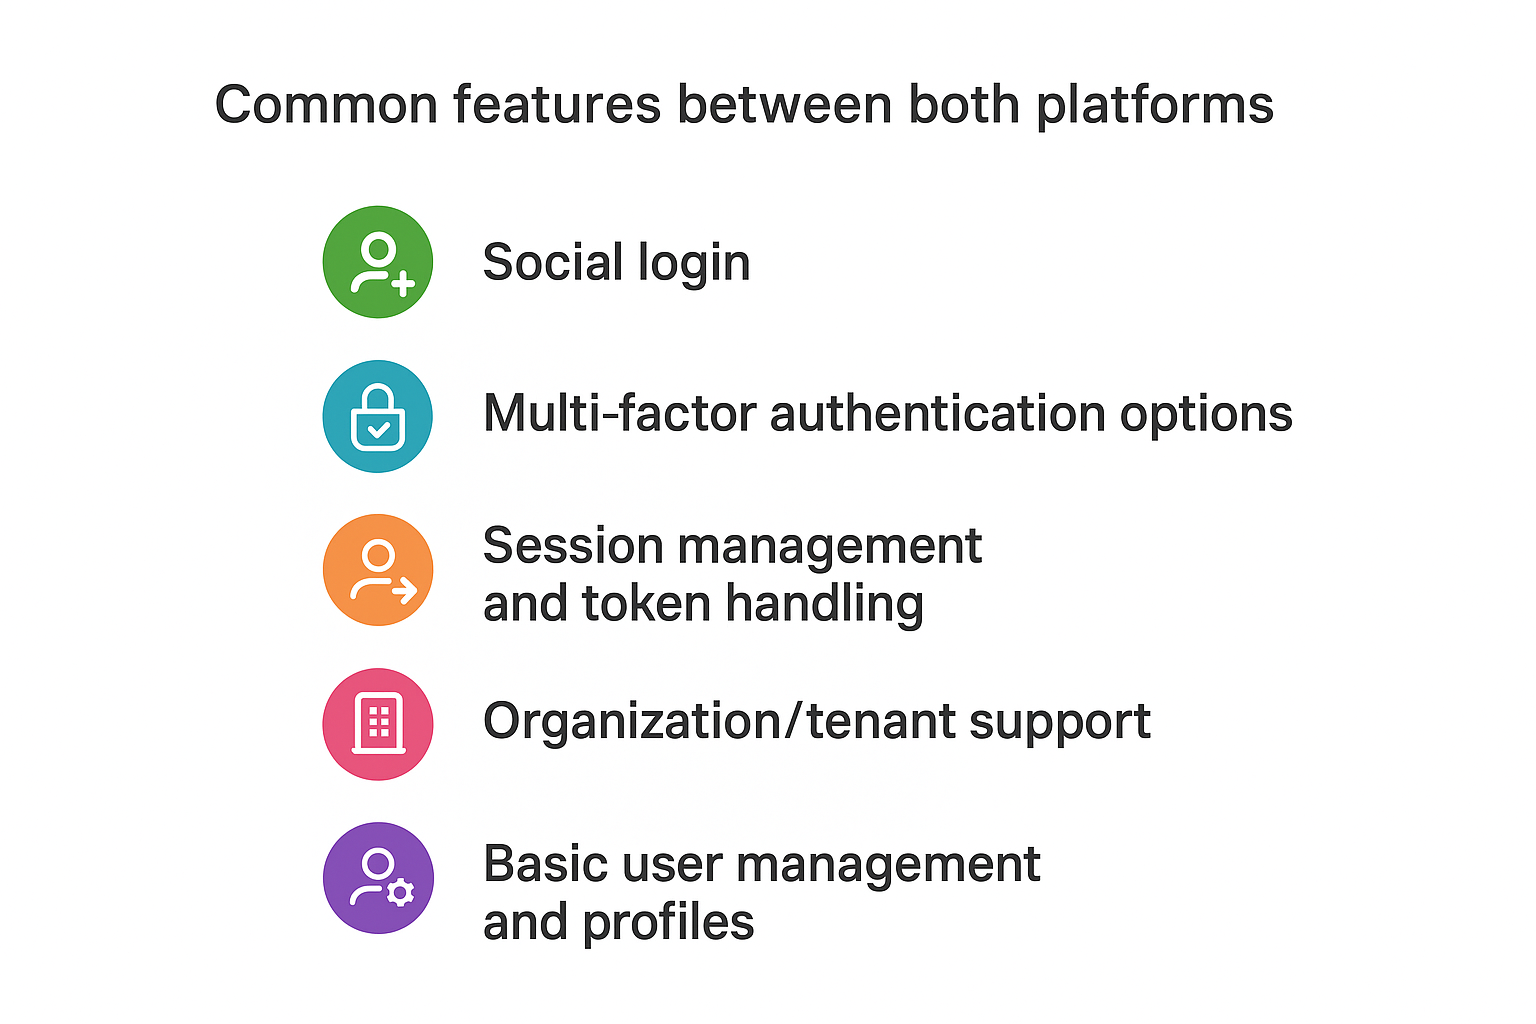 Common features between both platforms
Social login
Multi-factor authentication options
Session management
and token handling
Organization/tenant support
Basic user management
and profiles